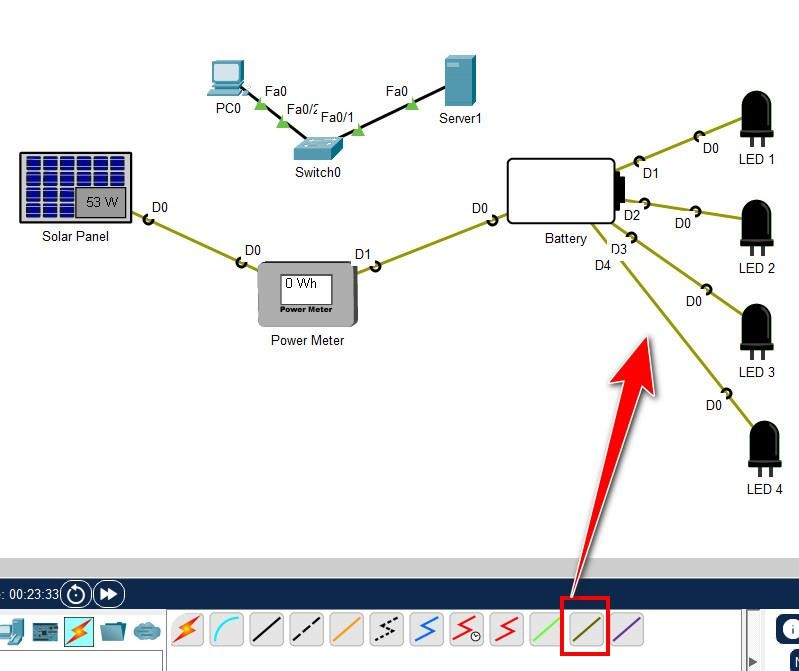 Fa0
Fa0
PC0
Fa0/2
Fa0/1
Server1
Switch0
D0
LED 1
D1
53 W
D0
D0
D2
D0
Solar Panel
Battery
D3
D0
D1
D4
LED 2
0 Wh
Power Meter
D0
Power Meter
LED 3
D0
LED 4
: 00:23:33
i